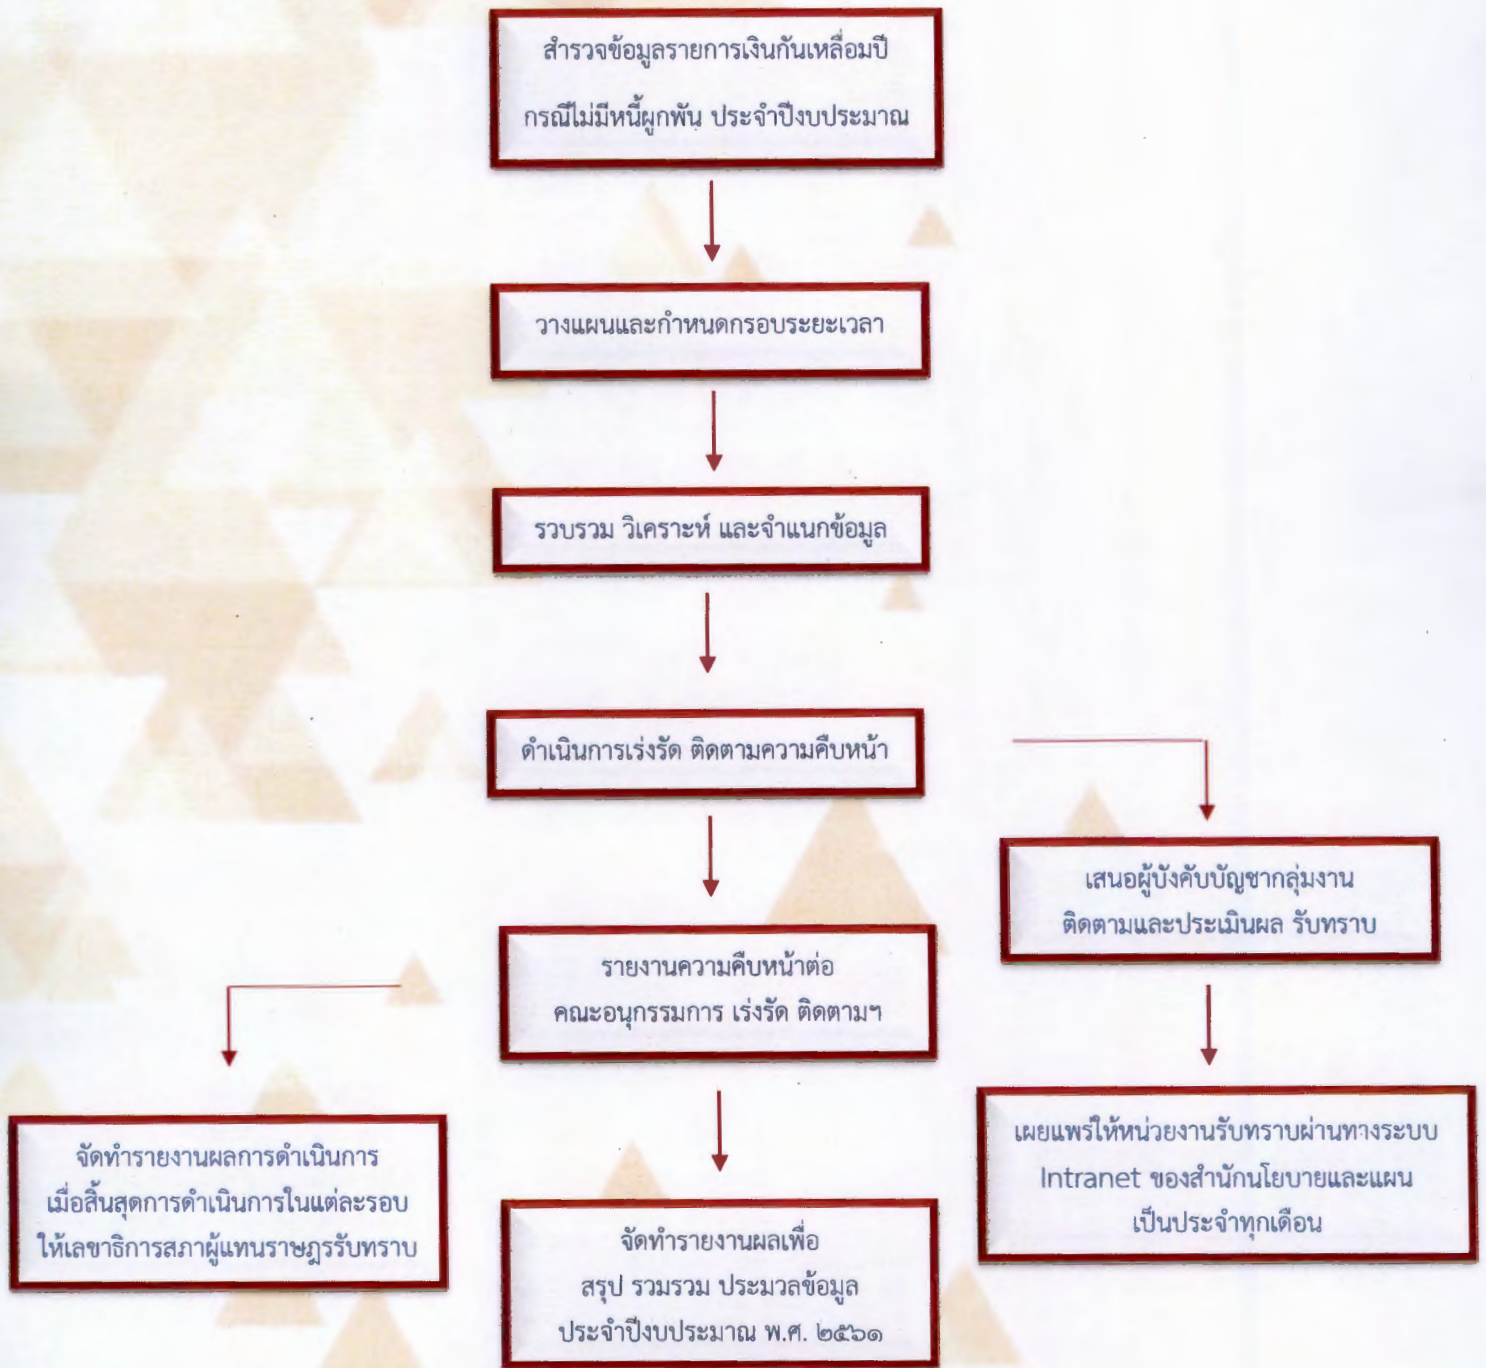 สำรวจข้อมูลรายการเงินกันเหลื่อมปี
กรณีไม่มีหนี้ผูกพัน ประจำปีงบประมาณ
วางแผนและกำหนดกรอบระยะเวลา
รวบรวม วิเคราะห์ และจำแนกข้อมูล
ดำเนินการเร่งรัด ติดตามความคืบหน้า
เสนอผู้บังคับบัญชากลุ่มงาน
ติดตามและประเมินผล รับทราบ
รายงานความคืบหน้าต่อ
คณะอนุกรรมการ เร่งรัด ติดตามฯ
เผยแพร่ให้หน่วยงานรับทราบผ่านทางระบบ
Intranet ของสำนักนโยบายและแผน
เป็นประจำทุกเดือน
จัดทำรายงานผลการดำเนินการ
เมื่อสิ้นสุดการดำเนินการในแต่ละรอบ
ให้เลขาธิการสภาผู้แทนราษฎรรับทราบ
จัดทำรายงานผลเพื่อ
สรุป รวมรวม ประมวลข้อมูล
ประจำปีงบประมาณ พ.ศ. ๒๕๖๑